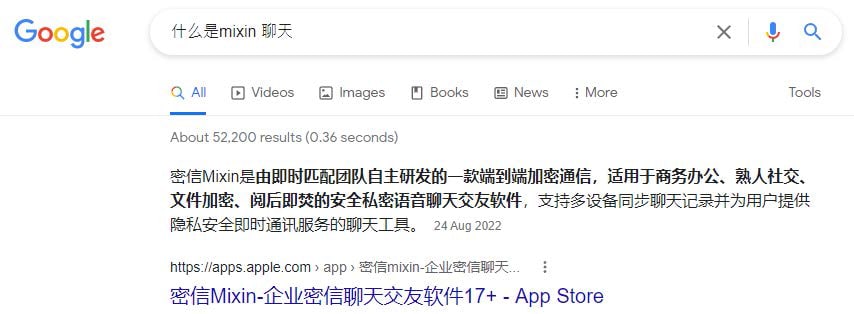 Google
什么是mixin 聊天
All
Videos
Images
Books
News
More
Tools
About 52,200 results (0.36 seconds)
密信Mixin是由即时匹配团队自主研发的一款端到端加密通信，适用于商务办公、熟人社交、
文件加密、阅后即焚的安全私密语音聊天交友软件，支持多设备同步聊天记录并为用户提供
隐私安全即时通讯服务的聊天工具。 24 Aug 2022
https://apps.apple.com › app › 密信mixin-企业密信聊天...
密信Mixin-企业密信聊天交友软件17+ - App Store